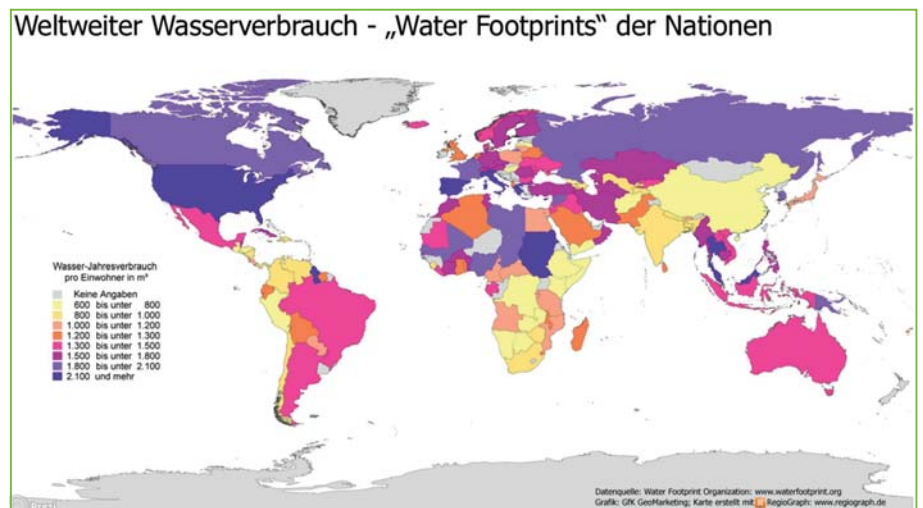 Weltweiter Wasserverbrauch - „Water Footprints“ der Nationen
Wasser-Jahresverbrauch
pro Einwohner in m³
Keine Angaben
600 bis unter 800
800 bis unter 1.000
1.000 bis unter 1.200
1.200 bis unter 1.300
1.300 bis unter 1.500
1.500 bis unter 1.800
1.800 bis unter 2.100
2.100 und mehr
Datenquelle: Water Footprint Organization: www.waterfootprint.org
Grafik: GfK GeoMarketing; Karte erstellt mit RegioGraph: www.regiograph.de
Prezi